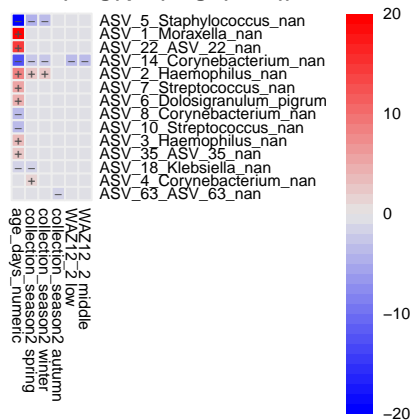 ASV_5_Staphylococcus_nan
ASV_1_Moraxella_nan
ASV_22_ASV_22_nan
ASV_14_Corynebacterium_nan
ASV_2_Haemophilus_nan
ASV_7_Streptococcus_nan
ASV_6_Dolosigranulum_pigrum
ASV_8_Corynebacterium_nan
ASV_10_Streptococcus_nan
ASV_3_Haemophilus_nan
ASV_35_ASV_35_nan
ASV_18_Klebsiella_nan
ASV_4_Corynebacterium_nan
ASV_63_ASV_63_nan
age_days_numeric
collection_season2 spring
collection_season2 winter
collection_season2 autumn
WAZ12_2 low
WAZ12_2 middle
20
10
0
−10
−20